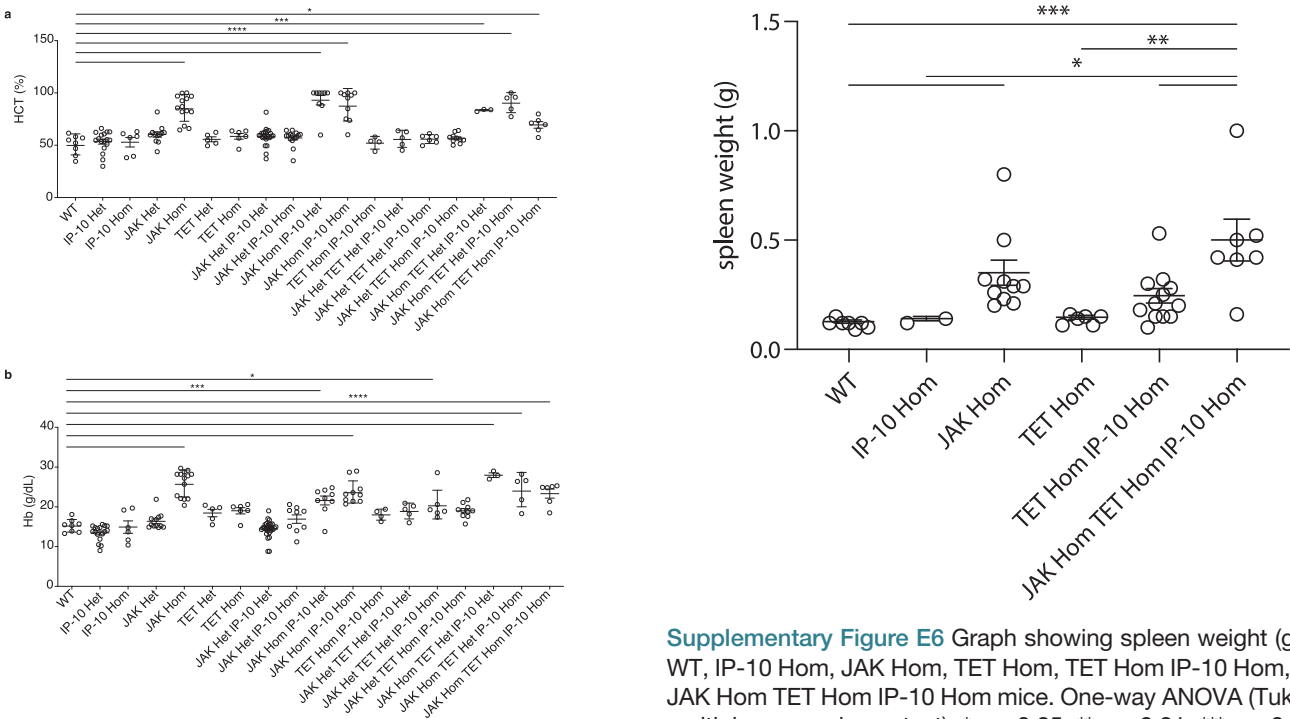 a
*
***
****
HCT (%)
150
100
50
0
WT
IP-10 Het
IP-10 Hom
JAK Het
JAK Hom
TET Het
TET Hom
JAK Het IP-10 Het
JAK Het IP-10 Hom
JAK Hom IP-10 Het
JAK Hom IP-10 Hom
TET Hom IP-10 Hom
JAK Het TET Het IP-10 Het
JAK Het TET Het IP-10 Hom
JAK Het TET Hom IP-10 Hom
JAK Hom TET Het IP-10 Het
JAK Hom TET Het IP-10 Hom
JAK Hom TET Hom IP-10 Hom
b
*
***
****
Hb (g/dL)
40
30
20
10
0
WT
IP-10 Het
IP-10 Hom
JAK Het
JAK Hom
TET Het
TET Hom
JAK Het IP-10 Het
JAK Het IP-10 Hom
JAK Hom IP-10 Het
JAK Hom IP-10 Hom
TET Hom IP-10 Hom
JAK Het TET Het IP-10 Het
JAK Het TET Het IP-10 Hom
JAK Het TET Hom IP-10 Hom
JAK Hom TET Het IP-10 Het
JAK Hom TET Het IP-10 Hom
JAK Hom TET Hom IP-10 Hom
***
**
*
spleen weight (g)
1.5
1.0
0.5
0.0
WT
IP-10 Hom
JAK Hom
TET Hom
TET Hom IP-10 Hom
JAK Hom TET Hom IP-10 Hom
Supplementary Figure E6 Graph showing spleen weight (g
WT, IP-10 Hom, JAK Hom, TET Hom, TET Hom IP-10 Hom,
JAK Hom TET Hom IP-10 Hom mice. One-way ANOVA (Tuk